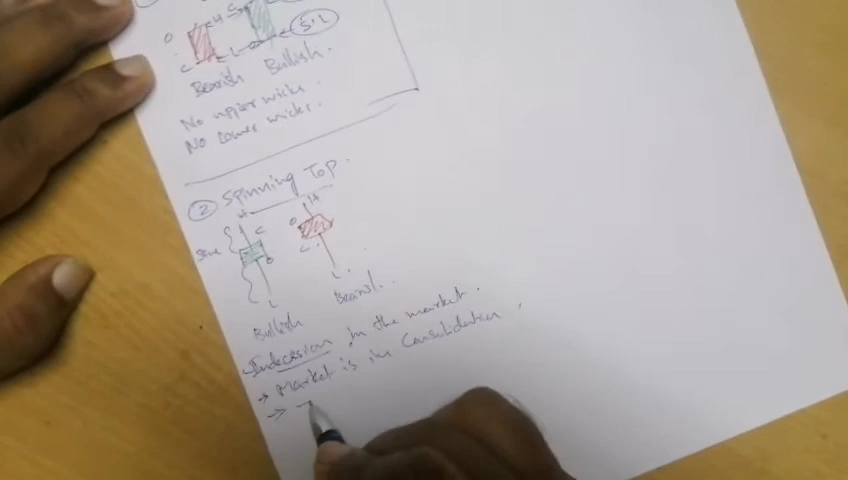 O H S.L
C L O C
Bearish Bullish.
No upper wicks.
No lower wicks.
② Spinning Top.
H H
C O
O C.
L L.
Bullish Bearish..
Indecession in the market.
→ Market is in Consolidation
→